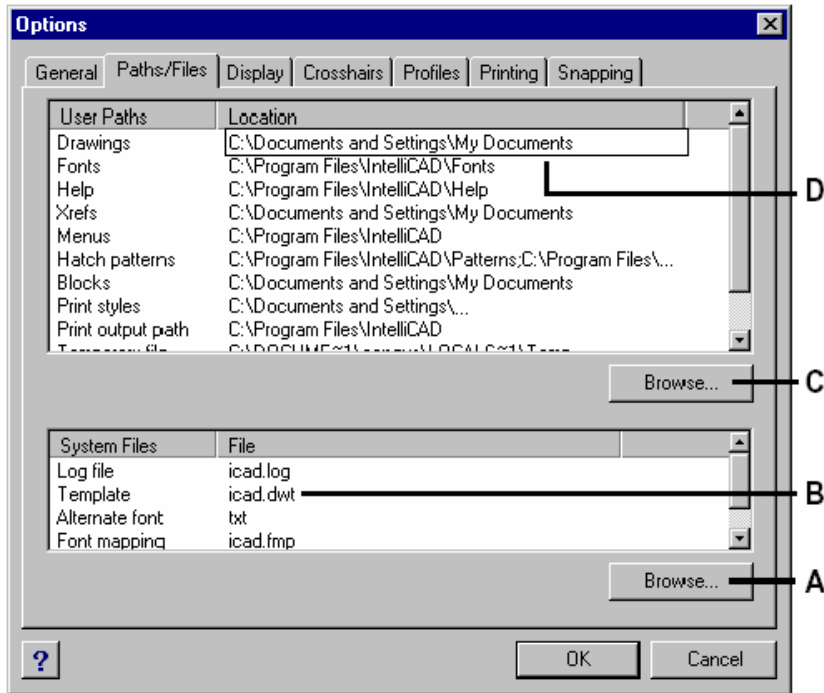 Options
General Paths/Files Display Crosshairs Profiles Printing Snapping
User Paths Location
Drawings C:\Documents and Settings\My Documents
Fonts C:\Program Files\IntelliCAD\Fonts
D
Help C:\Program Files\IntelliCAD\Help
Xrefs C:\Documents and Settings\My Documents
Menus C:\Program Files\IntelliCAD
Hatch patterns C:\Program Files\IntelliCAD\Patterns;C:\Program Files\...
Blocks C:\Documents and Settings\My Documents
Print styles C:\Documents and Settings\...
Print output path C:\Program Files\IntelliCAD
Browse... C
System Files File
Log file icad.log
Template icad.dwt B
Alternate font txt
Font mapping icad.fmp
Browse... A
? OK Cancel